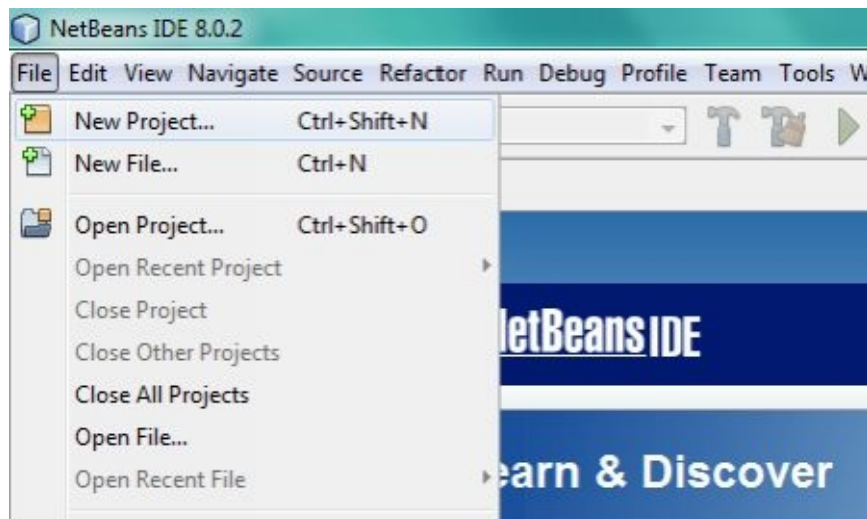 NetBeans IDE 8.0.2
File Edit View Navigate Source Refactor Run Debug Profile Team Tools
New Project... Ctrl+Shift+N
New File... Ctrl+N
Open Project... Ctrl+Shift+O
Open Recent Project
Close Project
Close Other Projects
Close All Projects
Open File...
Open Recent File
IDE
& Discover